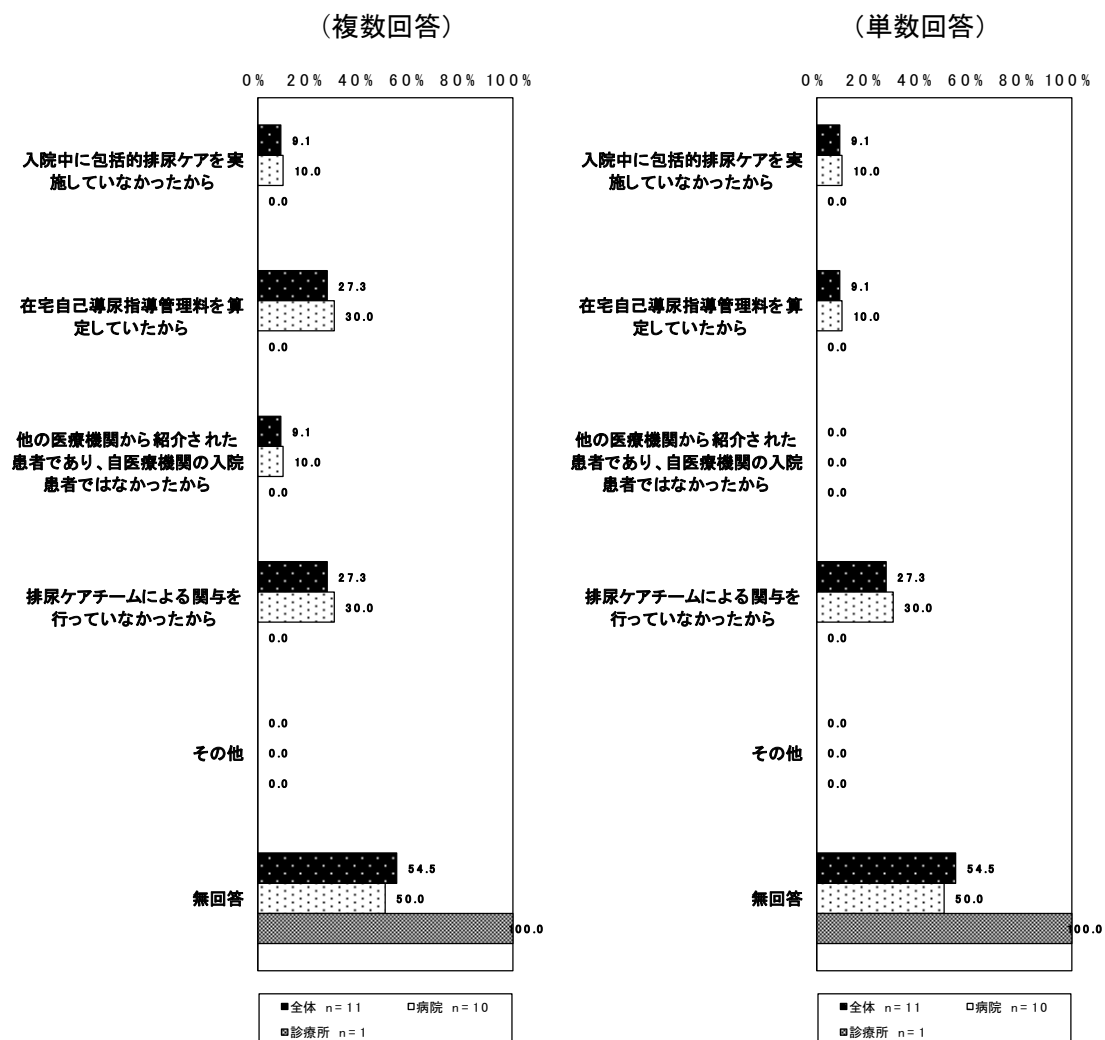 （複数回答）
0% 20% 40% 60% 80% 100%
入院中に包括的排尿ケアを実
施していなかったから
9.1
10.0
0.0
在宅自己導尿指導管理料を算
定していたから
27.3
30.0
0.0
他の医療機関から紹介された
患者であり、自医療機関の入院
患者ではなかったから
9.1
10.0
0.0
排尿ケアチームによる関与を
行っていなかったから
27.3
30.0
0.0
その他
0.0
0.0
0.0
無回答
54.5
50.0
100.0
全体 n=11 病院 n=10
診療所 n=1
（単数回答）
0% 20% 40% 60% 80% 100%
入院中に包括的排尿ケアを実
施していなかったから
9.1
10.0
0.0
在宅自己導尿指導管理料を算
定していたから
9.1
10.0
0.0
他の医療機関から紹介された
患者であり、自医療機関の入院
患者ではなかったから
0.0
0.0
0.0
排尿ケアチームによる関与を
行っていなかったから
27.3
30.0
0.0
その他
0.0
0.0
0.0
無回答
54.5
50.0
100.0
全体 n=11 病院 n=10
診療所 n=1